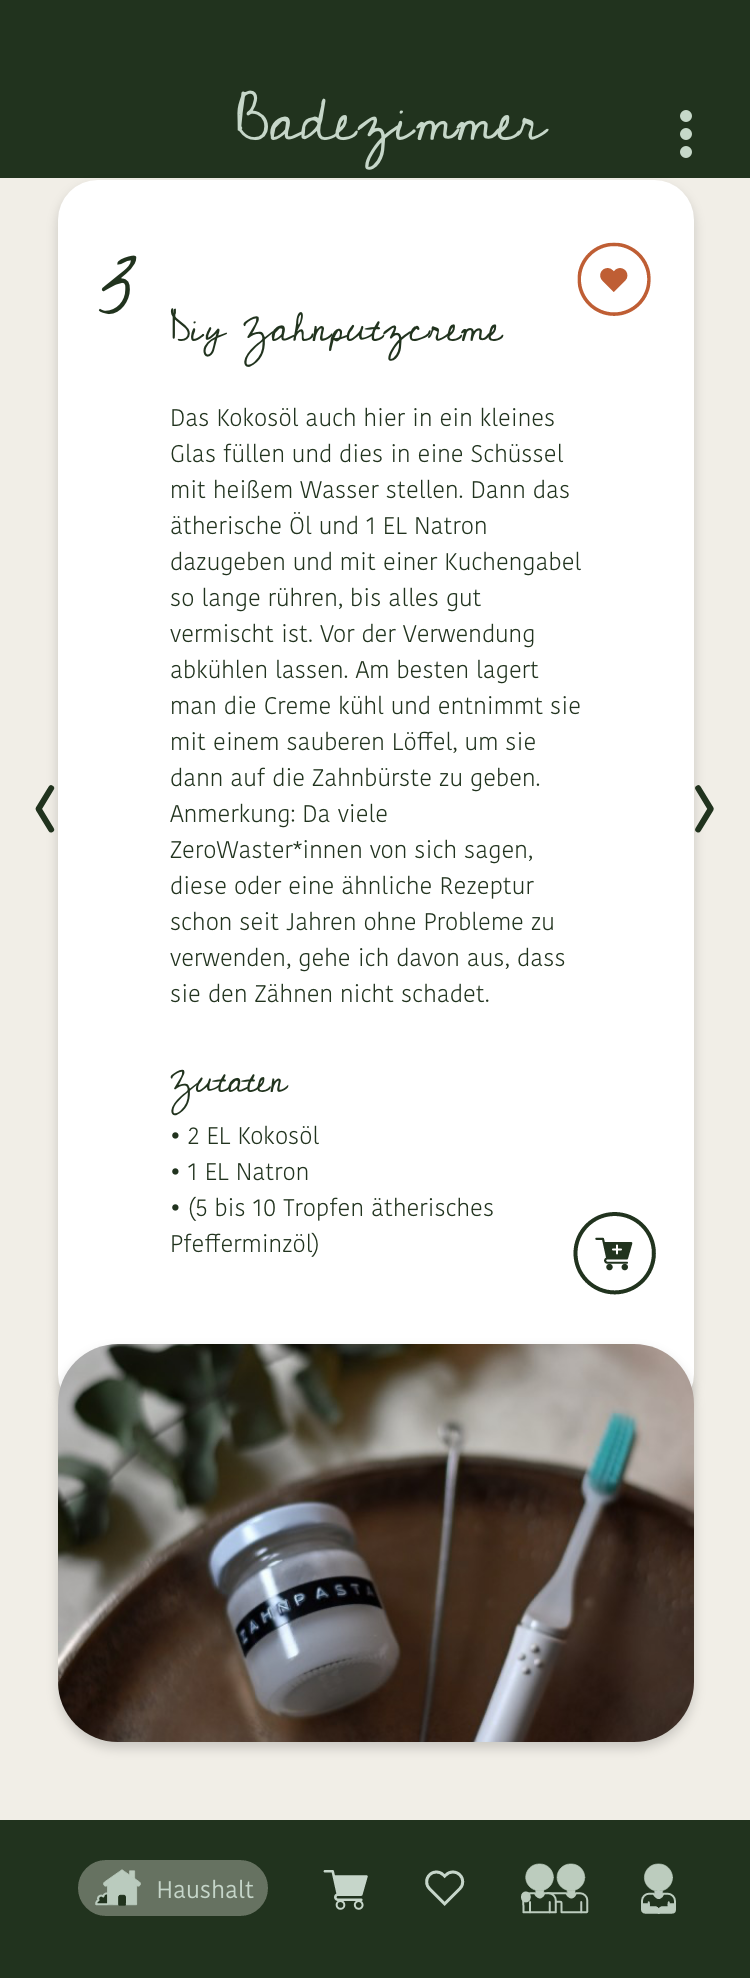 Badezimmer
3
Diy Zahnputzcreme
Das Kokosöl auch hier in ein kleines
Glas füllen und dies in eine Schüssel
mit heißem Wasser stellen. Dann das
ätherische Öl und 1 EL Natron
dazugeben und mit einer Kuchengabel
so lange rühren, bis alles gut
vermischt ist. Vor der Verwendung
abkühlen lassen. Am besten lagert
man die Creme kühl und entnimmt sie
mit einem sauberen Löffel, um sie
dann auf die Zahnbürste zu geben.
Anmerkung: Da viele
ZeroWaster*innen von sich sagen,
diese oder eine ähnliche Rezeptur
schon seit Jahren ohne Probleme zu
verwenden, gehe ich davon aus, dass
sie den Zähnen nicht schadet.
Zutaten
• 2 EL Kokosöl
• 1 EL Natron
• (5 bis 10 Tropfen ätherisches
Pfefferminzöl)
ZAHNPASTA
Haushalt